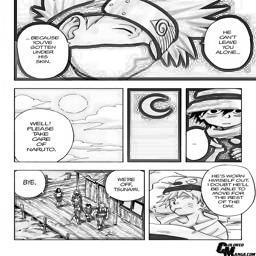 ...BECAUSE
YOU'VE
GOTTEN
UNDER
HIS
SKIN.
HE
CAN'T
LEAVE
YOU
ALONE...
WELL!
PLEASE
TAKE
CARE
OF
NARUTO.
BYE.
WE'RE
OFF,
TSUNAMI.
HE'S WORN
HIMSELF OUT. I
DOUBT HE'LL BE
ABLE TO
MOVE FOR
THE REST
OF THE
DAY.
COLORED
MANGA.COM